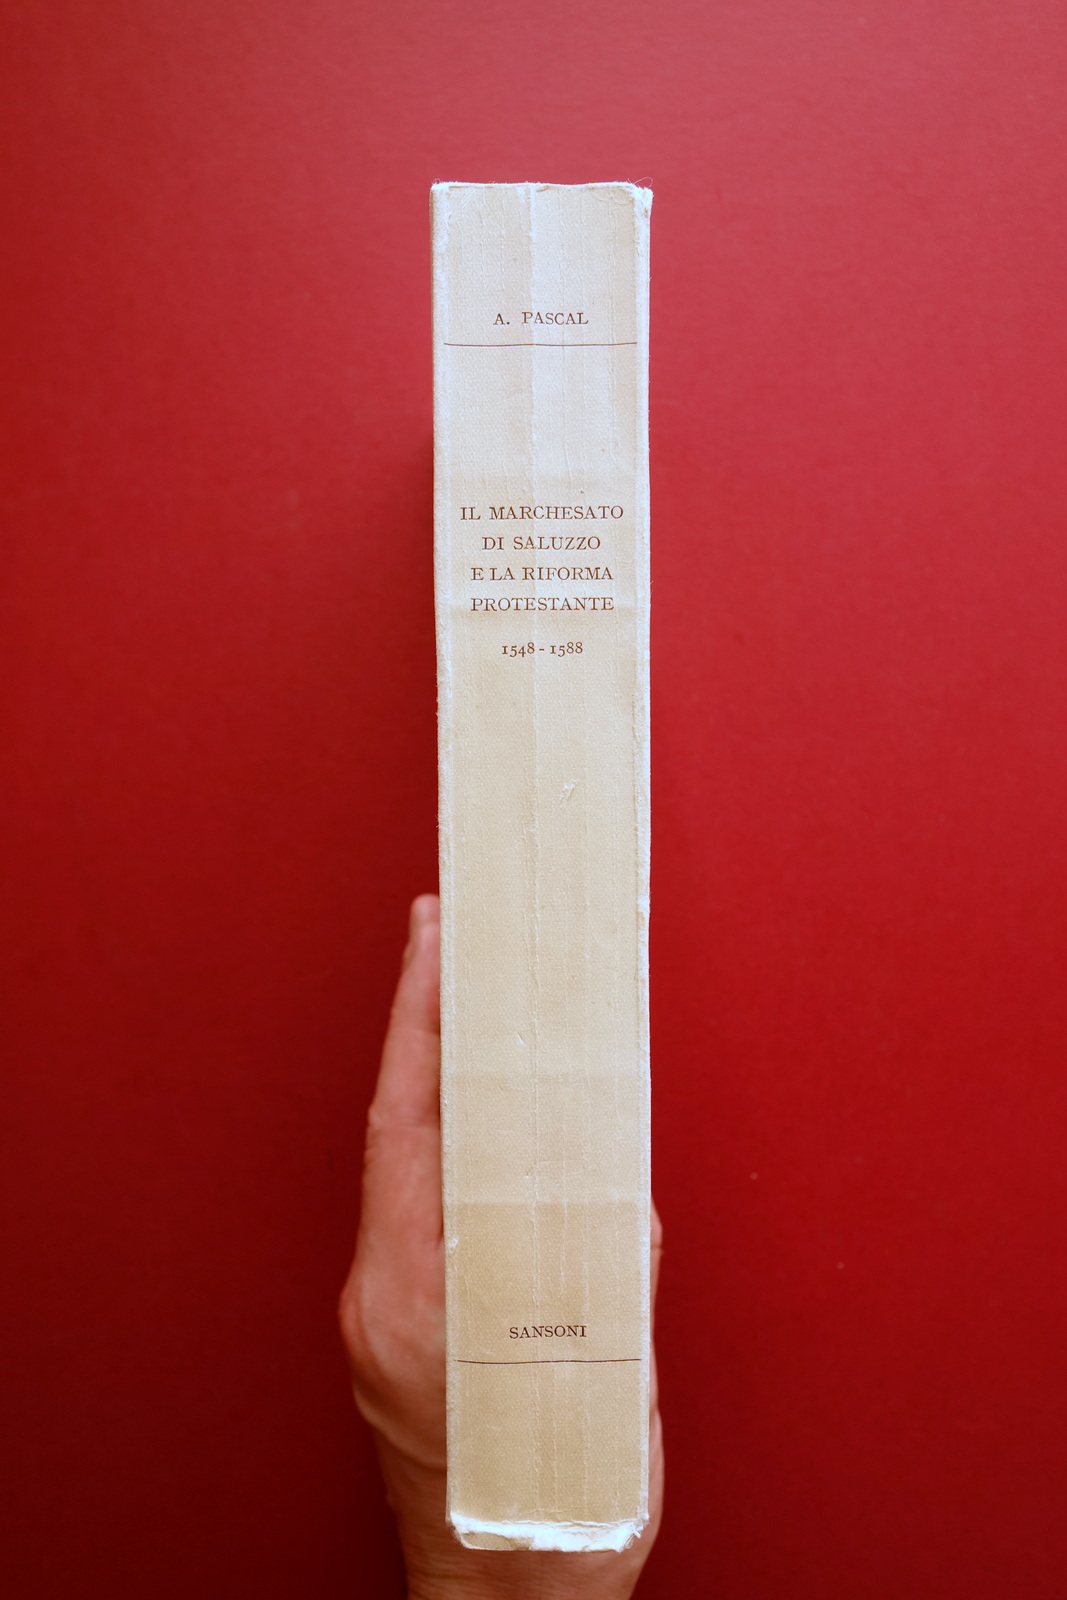 A. PASCAL
IL MARCHESATO
DI SALUZZO
E LA RIFORMA
PROTESTANTE
1548 - 1588
SANSONI